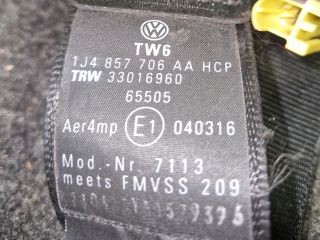 TW6
1J4 857 706 AA HCP
TRW 33016960
65505
Aer4mp E1 040316
Mod.-Nr. 7113
meets FMVSS 209